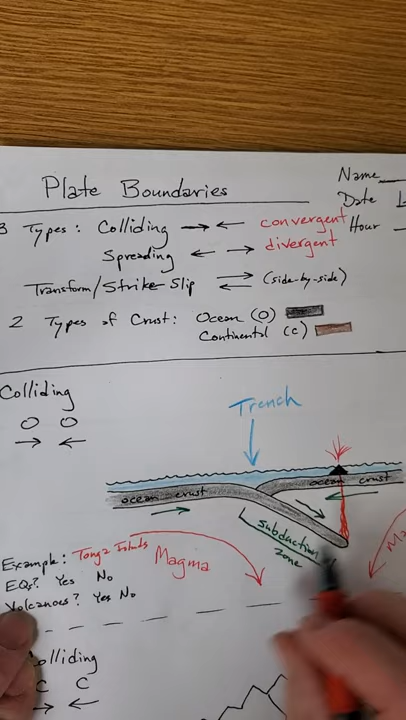 Plate Boundaries
Name
Date
Hour
3 Types: Colliding → ← convergent
Spreading ← → divergent
Transform/Strike-Slip (side-by-side)
2 Types of Crust: Ocean (O)
Continental (C)
Colliding
O O
Trench
ocean crust
ocean crust
subduction
zone
Example: Tonga Islands
Magma
EQs? Yes No
Volcanoes? Yes No
Colliding
C C